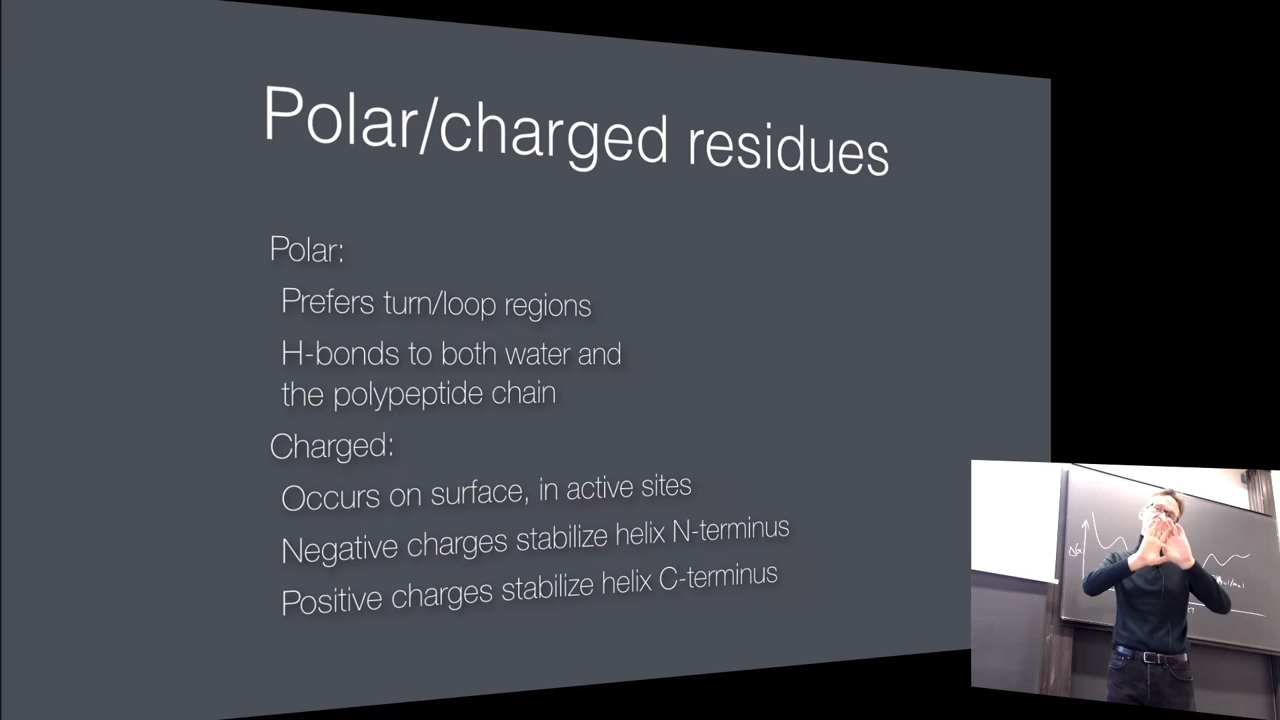 Polar/charged residues
Polar:
Prefers turn/loop regions
H-bonds to both water and
the polypeptide chain
Charged:
Occurs on surface, in active sites
Negative charges stabilize helix N-terminus
Positive charges stabilize helix C-terminus
ΔG